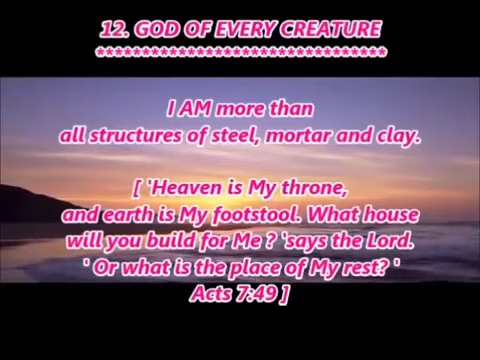 12. GOD OF EVERY CREATURE
********************************
I AM more than
all structures of steel, mortar and clay.
[ 'Heaven is My throne,
and earth is My footstool. What house
will you build for Me ? 'says the Lord.
' Or what is the place of My rest? '
Acts 7:49 ]